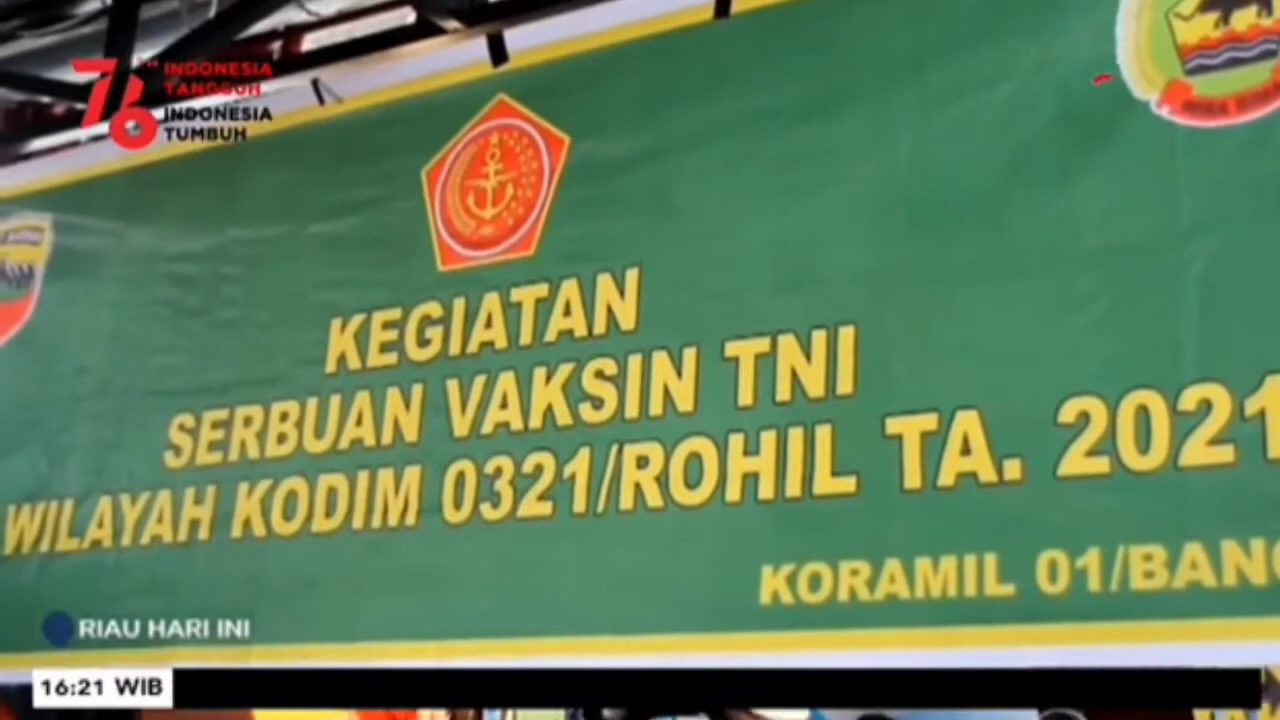 76
TH
INDONESIA
TANGGUH
INDONESIA
TUMBUH
KEGIATAN
SERBUAN VAKSIN TNI
WILAYAH KODIM 0321/ROHIL TA. 2021
KORAMIL 01/
RIAU HARI INI
16:21 WIB